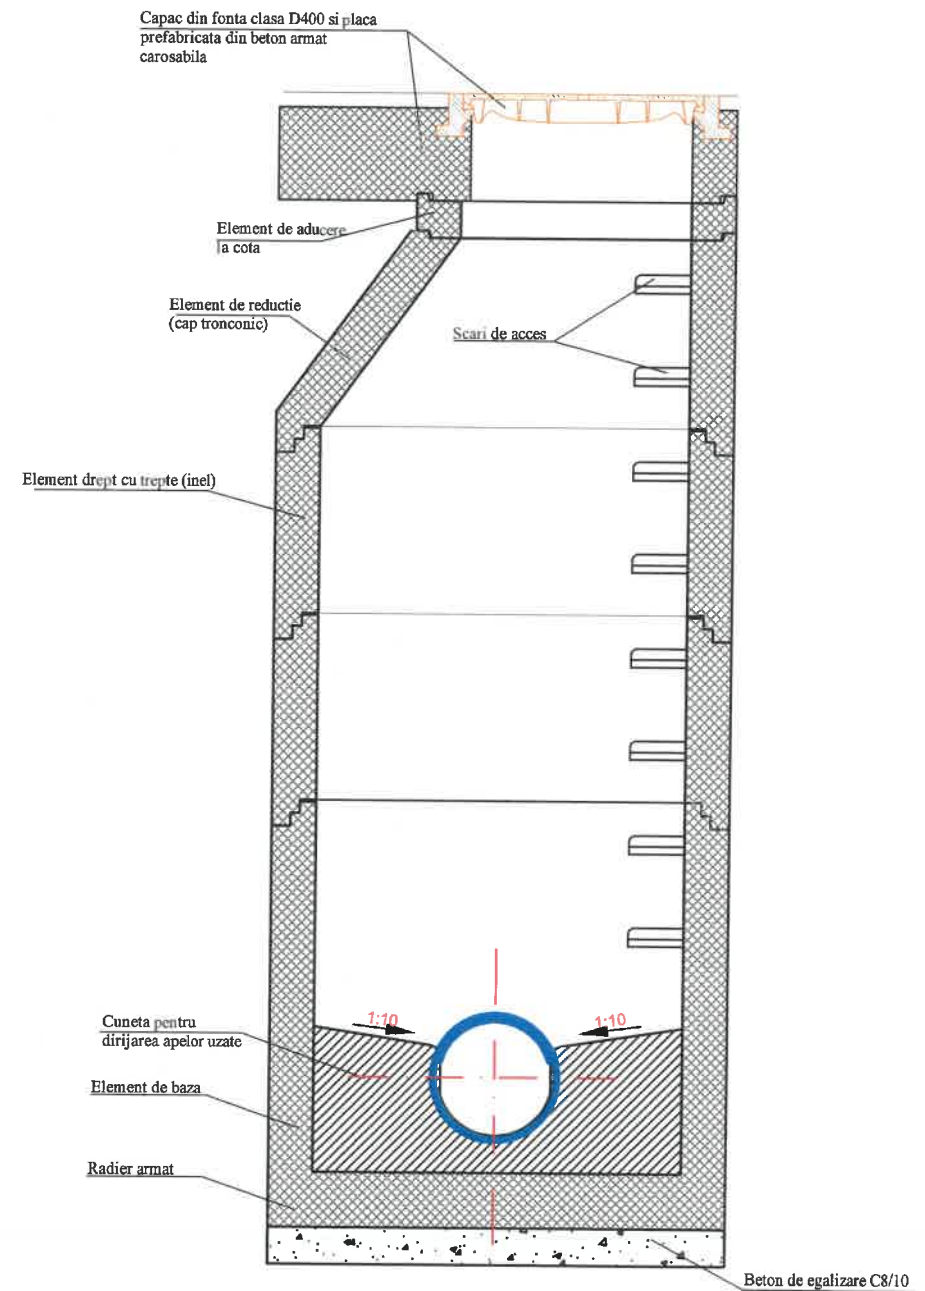 Capac din fonta clasa D400 si placa
prefabricata din beton armat
carosabila
Element de aducere
la cota
Element de reductie
(cap tronconic)
Scari de acces
Element drept cu trepte (inel)
1:10
1:10
Cuneta pentru
dirijarea apelor uzate
Element de baza
Radier armat
Beton de egalizare C8/10